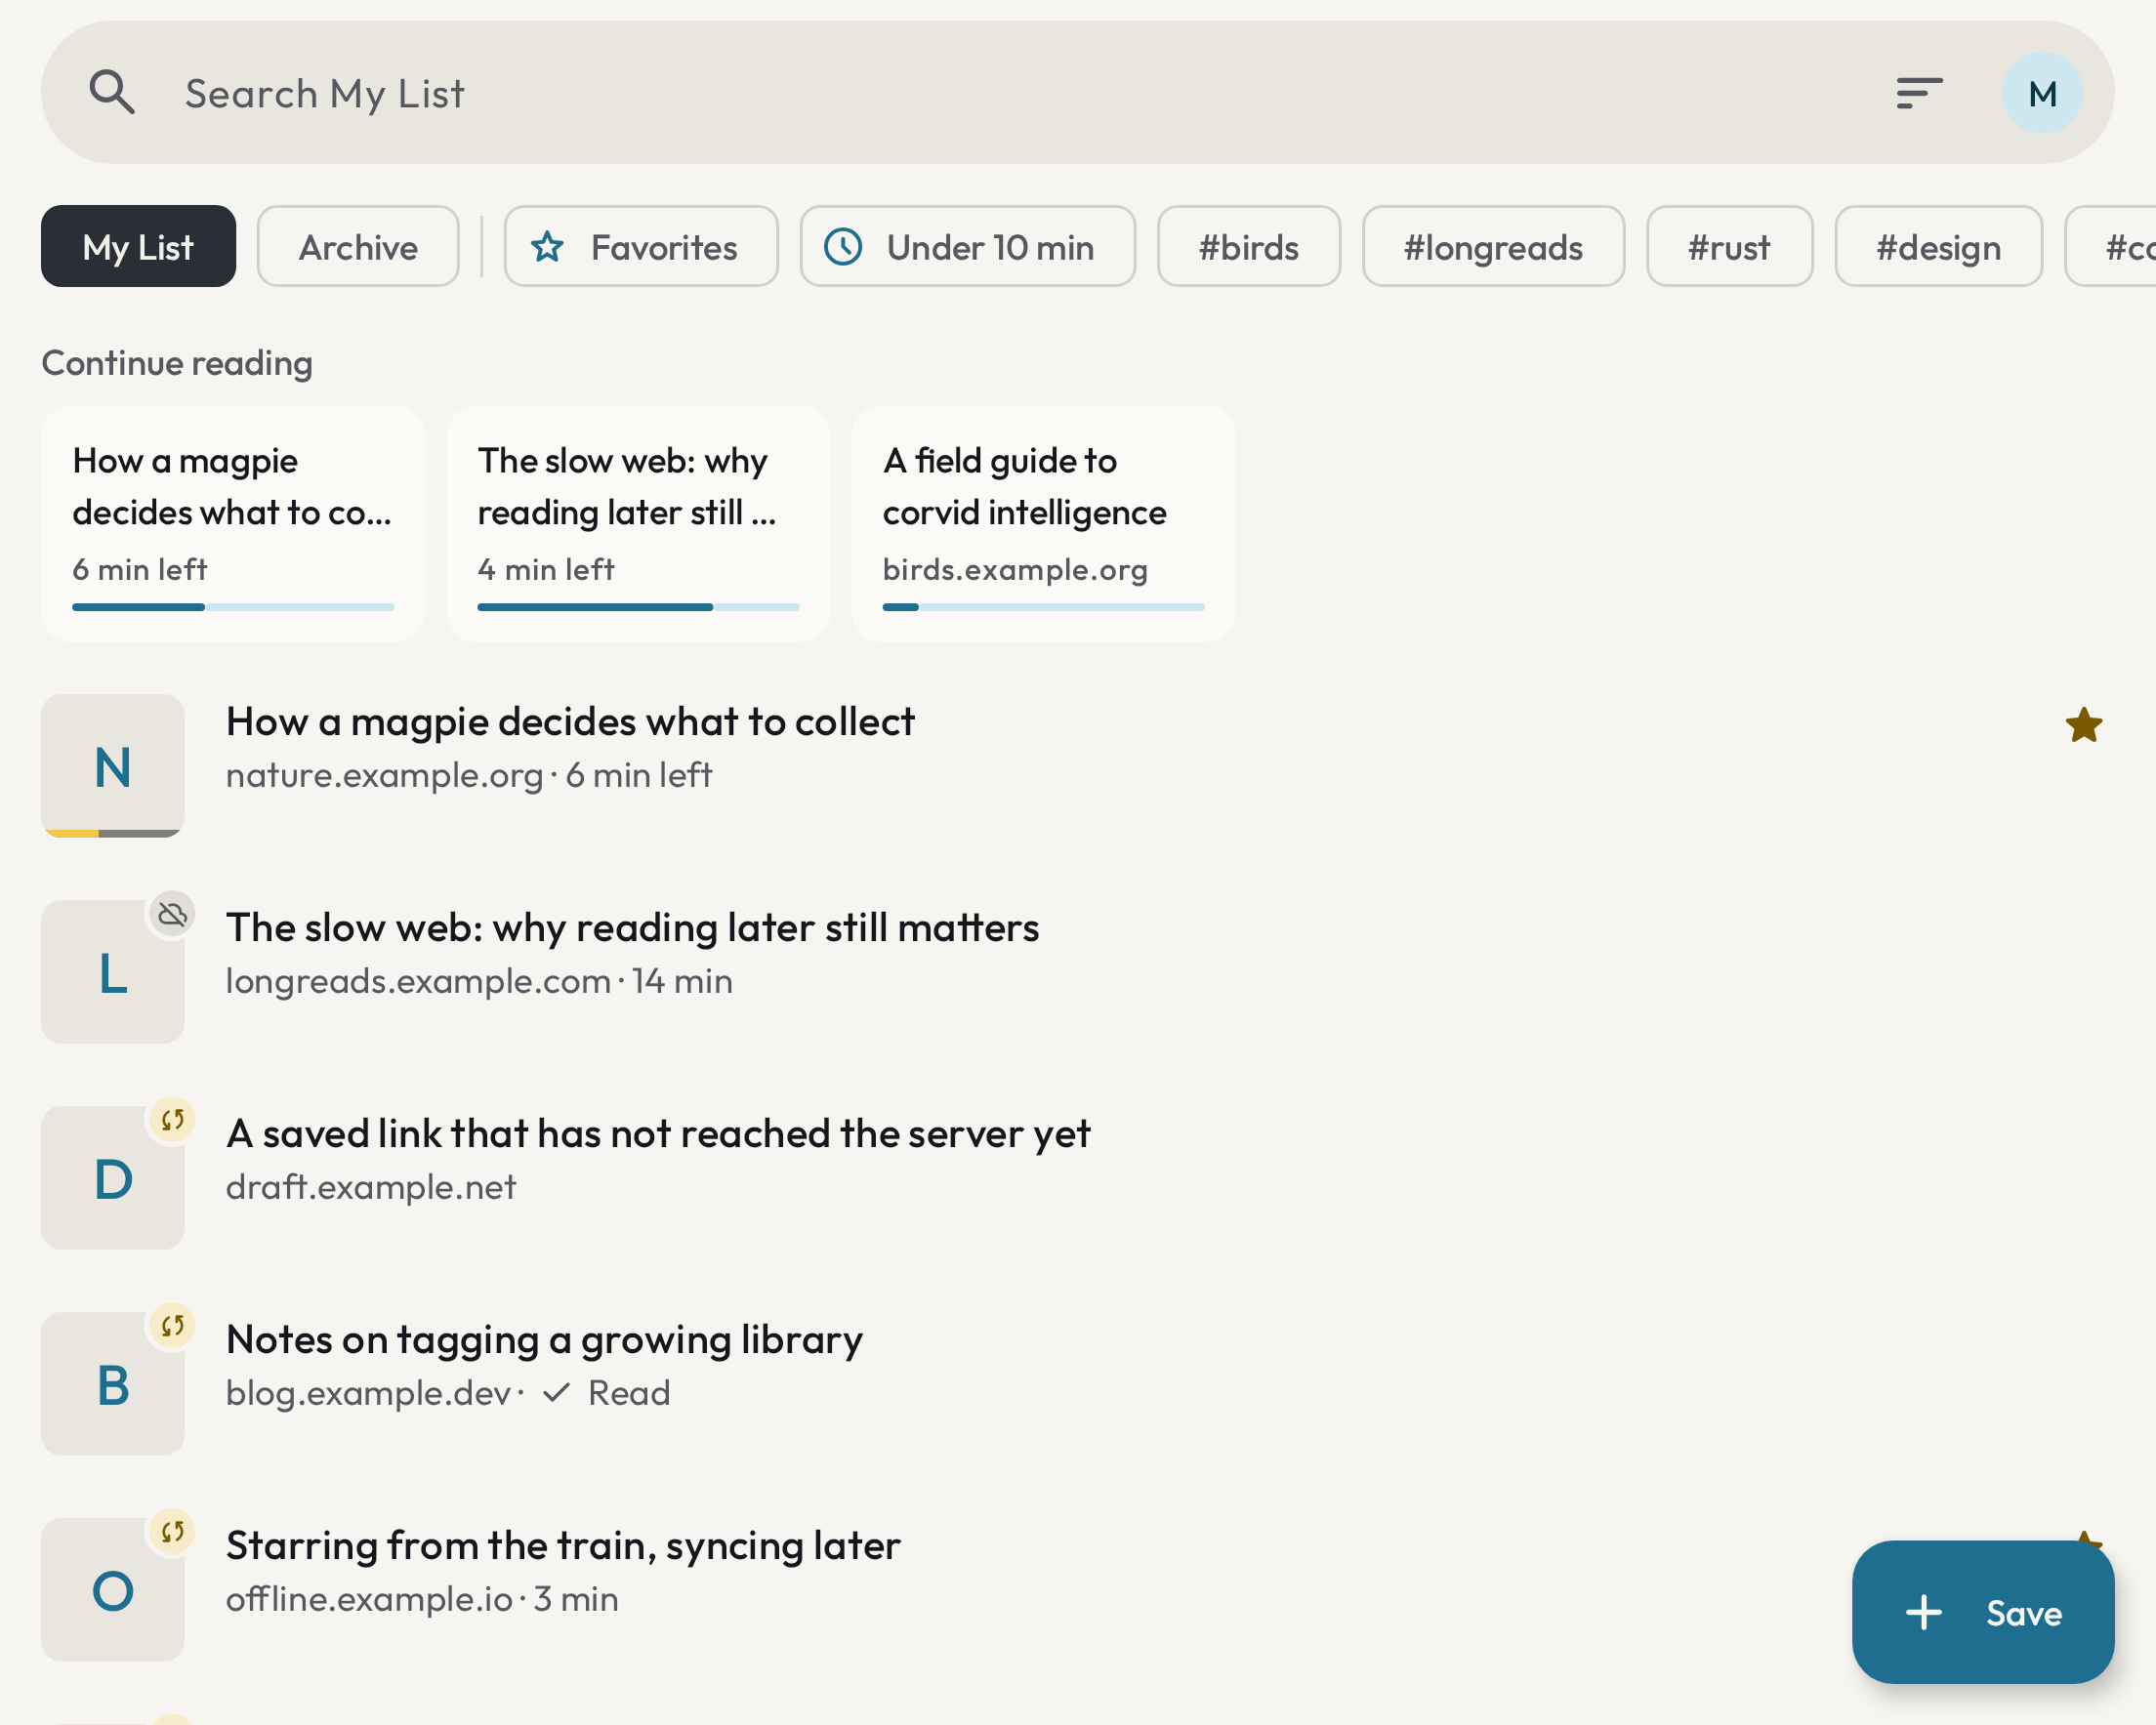 Search My List
M
My List
Archive
Favorites
Under 10 min
#birds
#longreads
#rust
#design
Continue reading
How a magpie
decides what to co...
6 min left
The slow web: why
reading later still ...
4 min left
A field guide to
corvid intelligence
birds.example.org
N
How a magpie decides what to collect
nature.example.org · 6 min left
L
The slow web: why reading later still matters
longreads.example.com · 14 min
D
A saved link that has not reached the server yet
draft.example.net
B
Notes on tagging a growing library
blog.example.dev · ✓ Read
O
Starring from the train, syncing later
offline.example.io · 3 min
Save